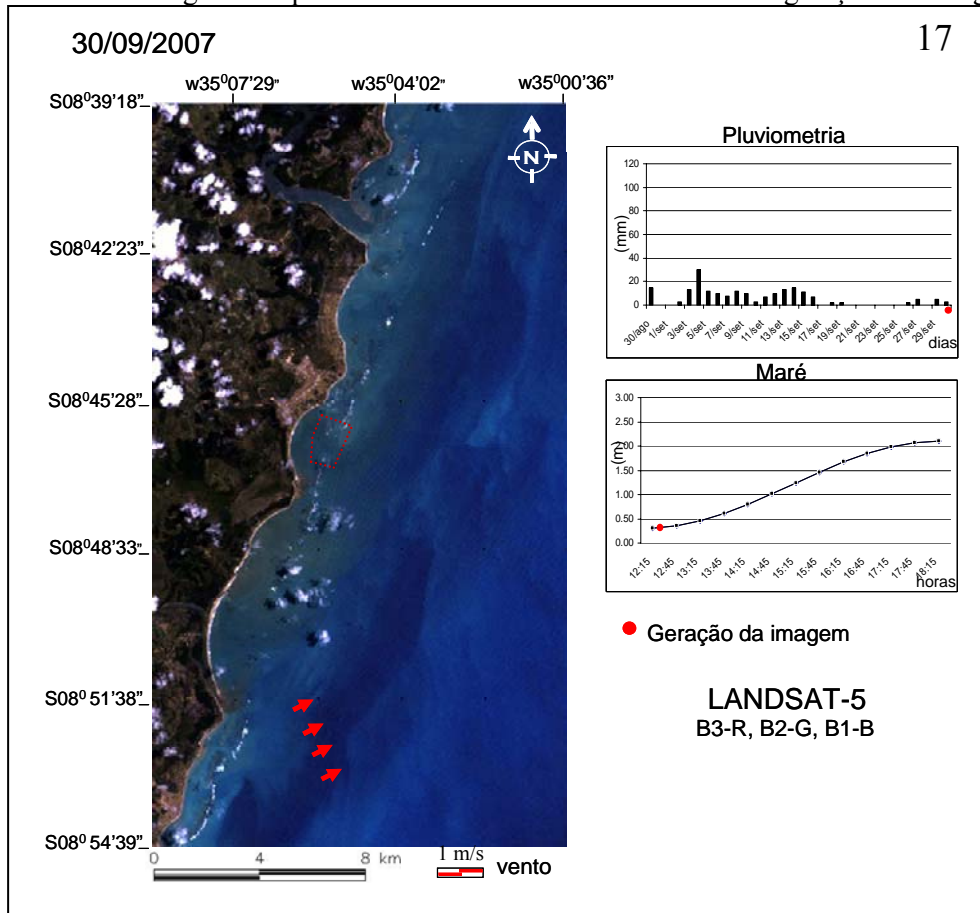 30/09/2007
17
w35⁰07'29" w35⁰04'02" w35⁰00'36"
S08⁰39'18"
S08⁰42'23"
S08⁰45'28"
S08⁰48'33"
S08⁰51'38"
S08⁰54'39"
N
0 4 8 km
1 m/s
vento
Pluviometria
(mm)
120
100
80
60
40
20
0
30/ago 1/set 3/set 5/set 7/set 9/set 11/set 13/set 15/set 17/set 19/set 21/set 23/set 25/set 27/set 29/set
dias
Maré
(m)
3.00
2.50
2.00
1.50
1.00
0.50
0.00
12:15 12:45 13:15 13:45 14:15 14:45 15:15 15:45 16:15 16:45 17:15 17:45 18:15
horas
Geração da imagem
LANDSAT-5
B3-R, B2-G, B1-B